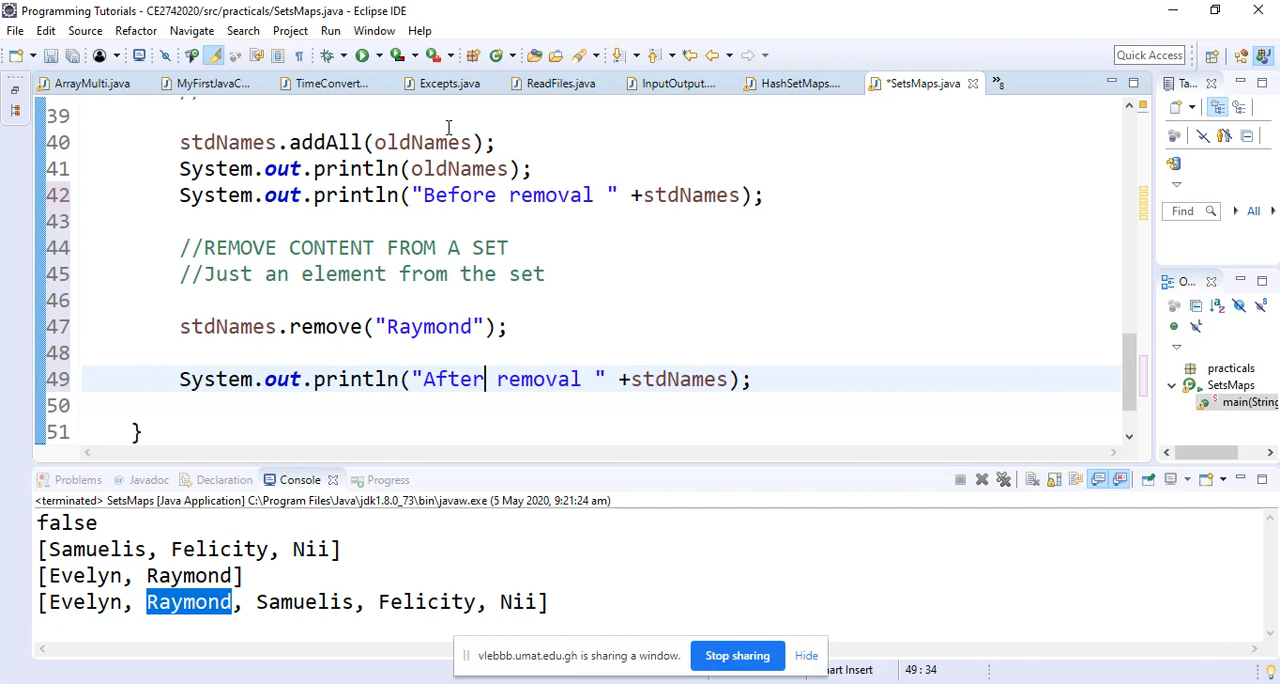 Programming Tutorials - CE2742020/src/practicals/SetsMaps.java - Eclipse IDE
File Edit Source Refactor Navigate Search Project Run Window Help
Quick Access
ArrayMulti.java MyFirstJavaC... TimeConvert... Excepts.java ReadFiles.java InputOutput.... HashSetMaps.... *SetsMaps.java »8 Ta...
39
40 stdNames.addAll(oldNames);
41 System.out.println(oldNames);
42 System.out.println("Before removal " +stdNames);
43
44 //REMOVE CONTENT FROM A SET
45 //Just an element from the set
46
47 stdNames.remove("Raymond");
48
49 System.out.println("After removal " +stdNames);
50
51 }
Find All
O...
practicals
SetsMaps
main(String
Problems @ Javadoc Declaration Console Progress
<terminated> SetsMaps [Java Application] C:\Program Files\Java\jdk1.8.0_73\bin\javaw.exe (5 May 2020, 9:21:24 am)
false
[Samuelis, Felicity, Nii]
[Evelyn, Raymond]
[Evelyn, Raymond, Samuelis, Felicity, Nii]
vlebbb.umat.edu.gh is sharing a window. Stop sharing Hide
art Insert 49 : 34